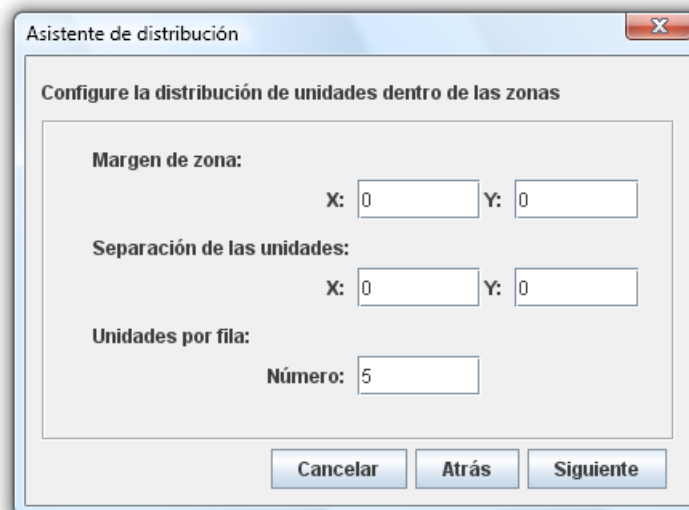 Asistente de distribución
Configure la distribución de unidades dentro de las zonas
Margen de zona:
X: 0 Y: 0
Separación de las unidades:
X: 0 Y: 0
Unidades por fila:
Número: 5
Cancelar Atrás Siguiente